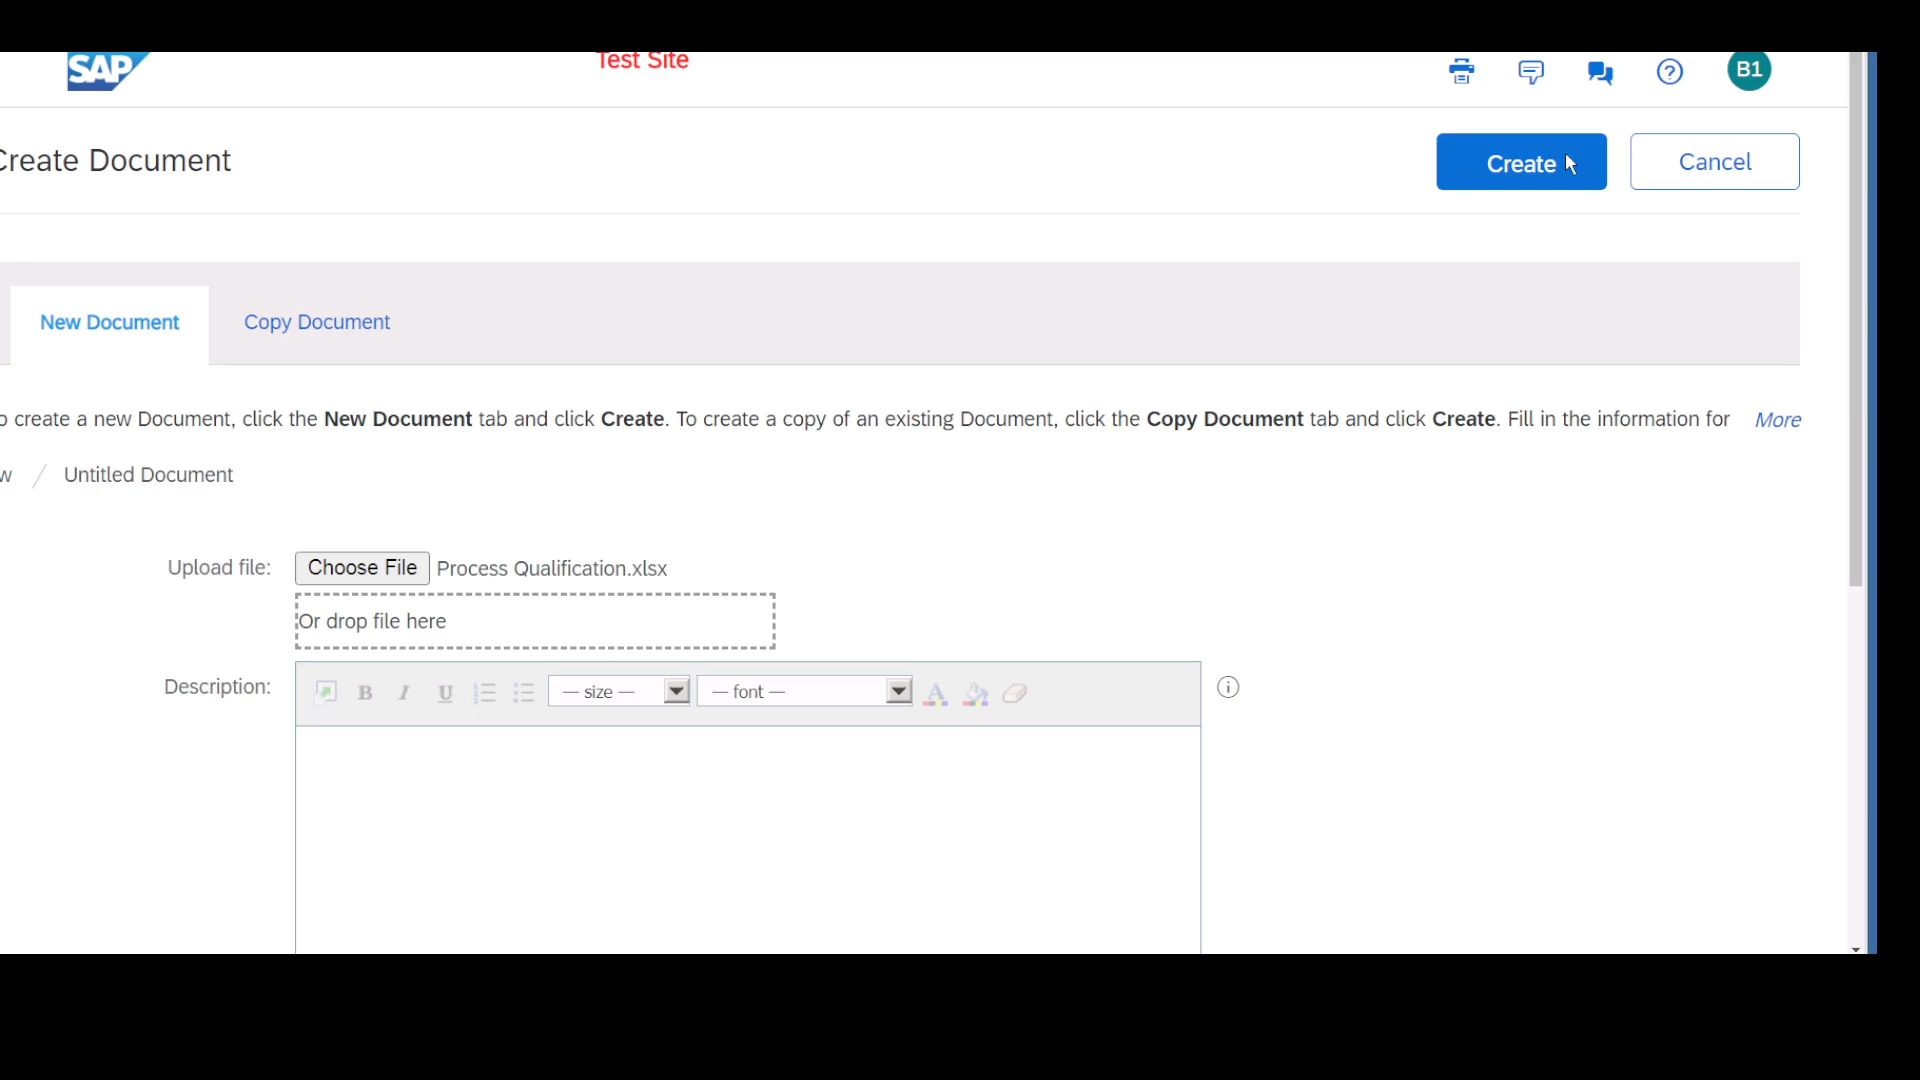 SAP
Test Site
B1
Create Document
Create
Cancel
New Document
Copy Document
o create a new Document, click the New Document tab and click Create. To create a copy of an existing Document, click the Copy Document tab and click Create. Fill in the information for More
w / Untitled Document
Upload file:
Choose File Process Qualification.xlsx
Or drop file here
Description:
B I U — size — — font — A